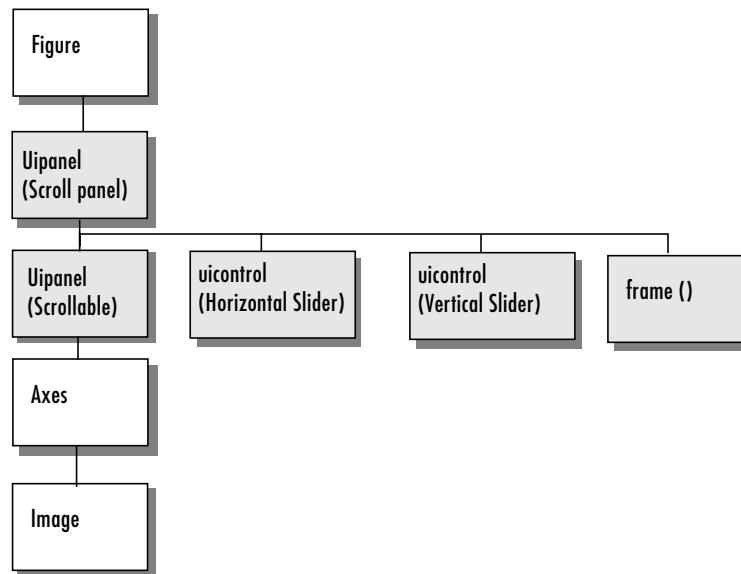 Figure
Uipanel
(Scroll panel)
Uipanel
(Scrollable)
uicontrol
(Horizontal Slider)
uicontrol
(Vertical Slider)
frame ()
Axes
Image